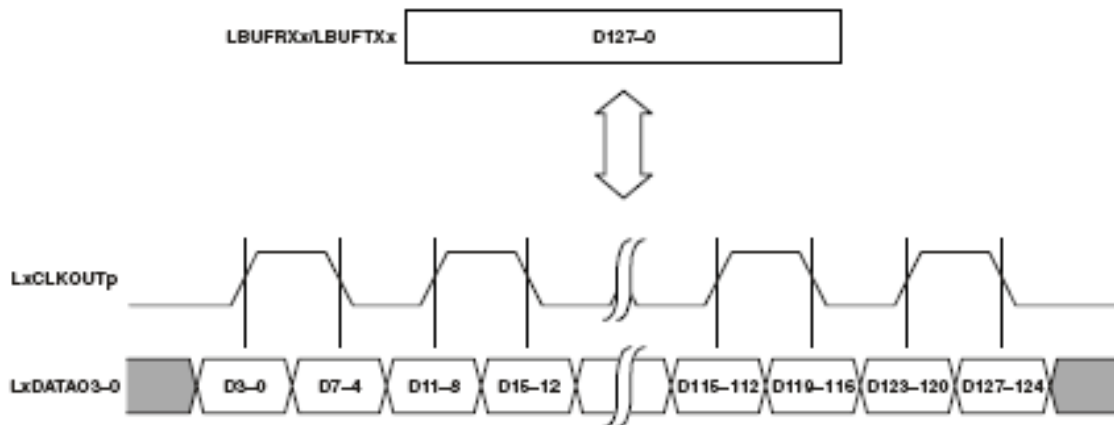 LBUFRXx/LBUFTXx D127–0
LxCLKOUTp
LxDATAO3–0 D3–0 D7–4 D11–8 D15–12 D115–112 D119–116 D123–120 D127–124